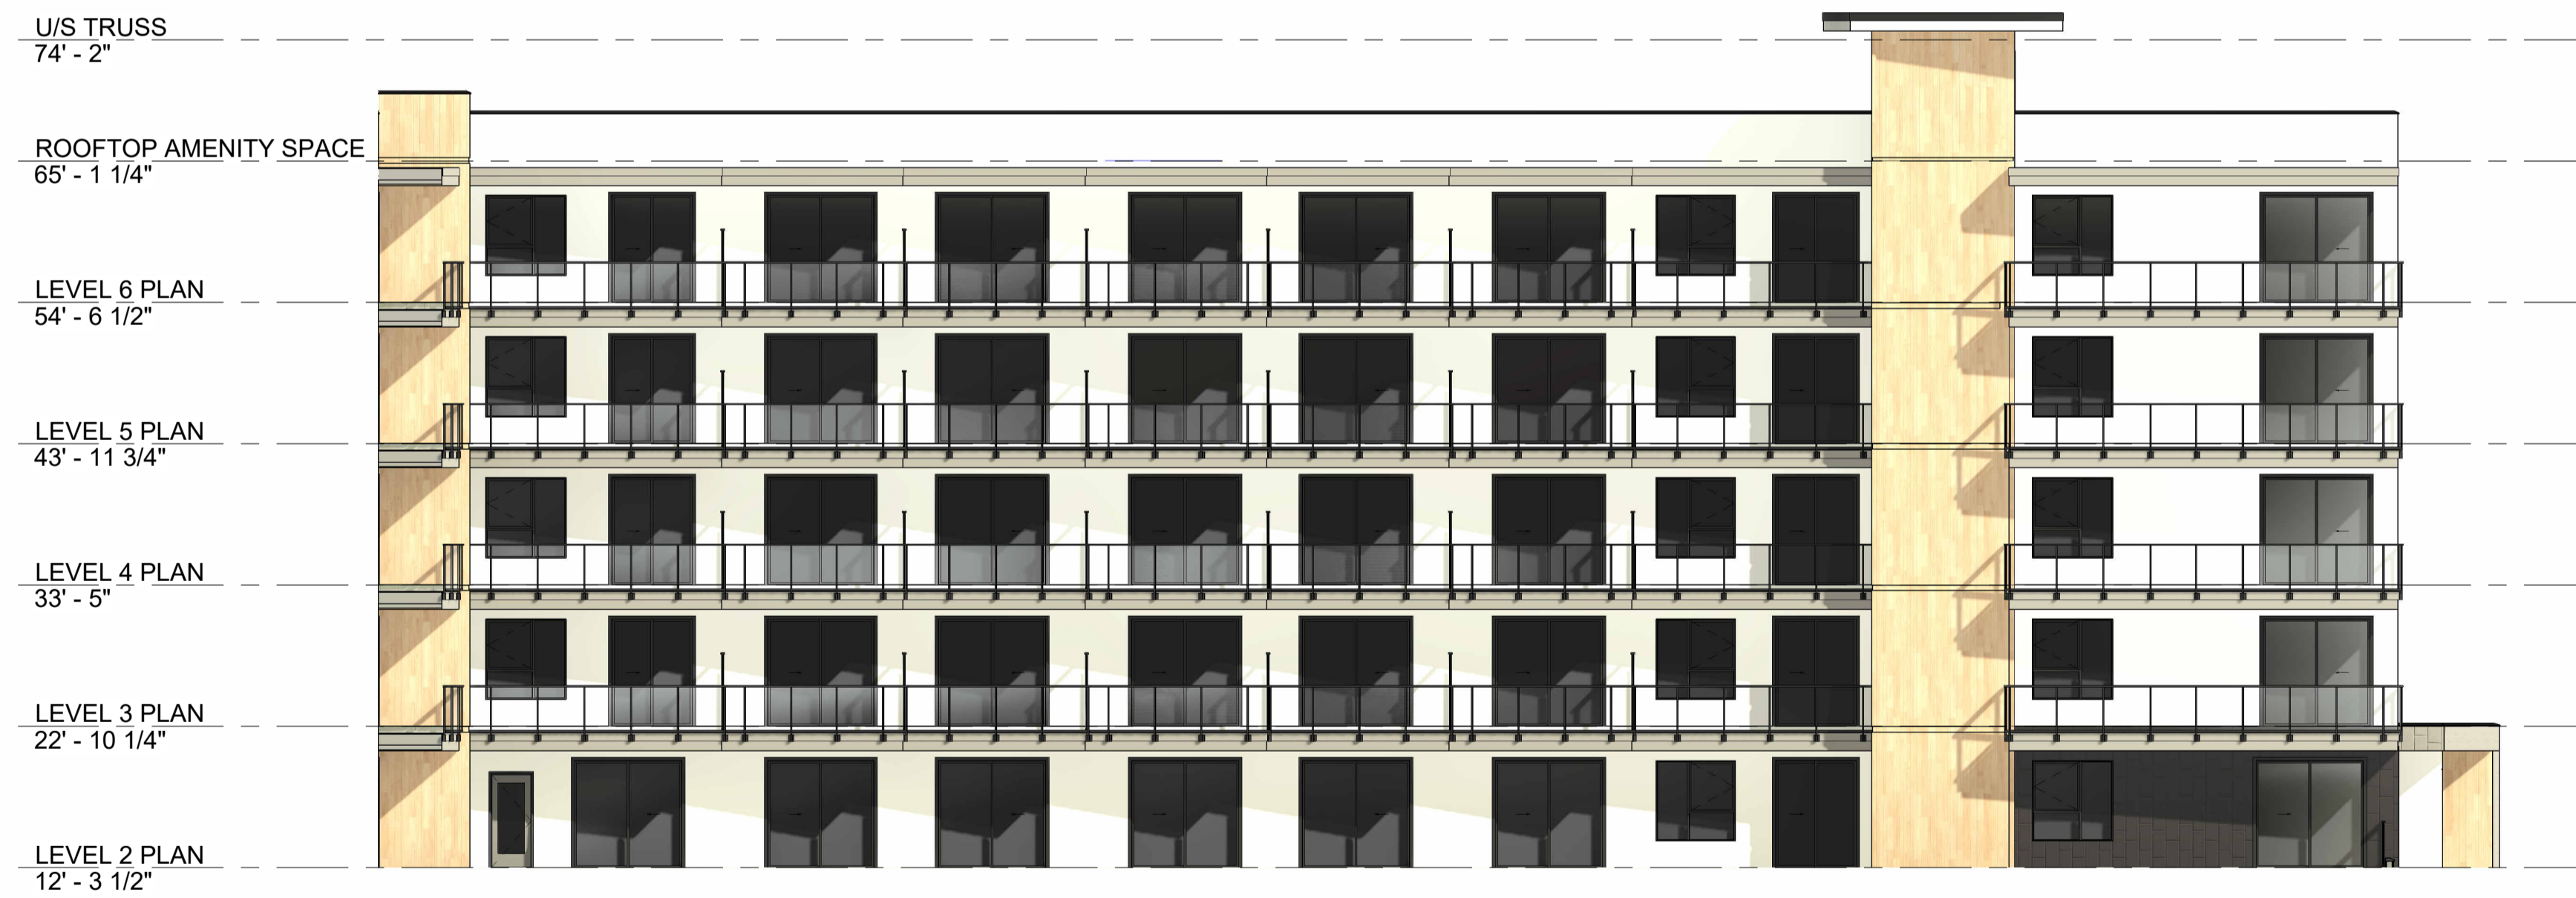 U/S TRUSS
74' - 2"
ROOFTOP AMENITY SPACE
65' - 1 1/4"
LEVEL 6 PLAN
54' - 6 1/2"
LEVEL 5 PLAN
43' - 11 3/4"
LEVEL 4 PLAN
33' - 5"
LEVEL 3 PLAN
22' - 10 1/4"
LEVEL 2 PLAN
12' - 3 1/2"